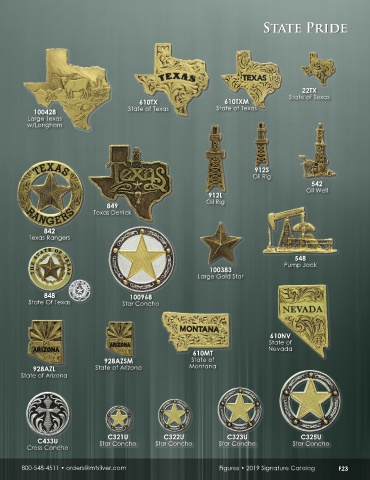 State Pride
TEXAS
TEXAS
100428
Large Texas
w/Longhorn
610TX
State of Texas
610TXM
State of Texas
22TX
State of Texas
Texas
849
Texas Derrick
912L
Oil Rig
912S
Oil Rig
542
Oil Well
TEXAS
RANGERS
842
Texas Rangers
848
State Of Texas
100968
Star Concho
100383
Large Gold Star
548
Pump Jack
NEVADA
610NV
State of
Nevada
ARIZONA
928AZL
State of Arizona
ARIZONA
928AZSM
State of Arizona
MONTANA
610MT
State of
Montana
C433U
Cross Concho
C321U
Star Concho
C322U
Star Concho
C323U
Star Concho
C325U
Star Concho
800-548-4511 • orders@mtsilver.com
Figures • 2019 Signature Catalog F23